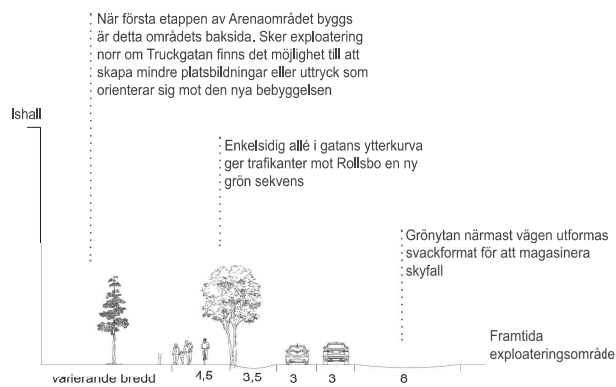 När första etappen av Arenaområdet byggs
är detta områdets baksida. Sker exploatering
norr om Truckgatan finns det möjlighet till att
skapa mindre platsbildningar eller uttryck som
orienterar sig mot den nya bebyggelsen
Ishall
Enkelsidig allé i gatans ytterkurva
ger trafikanter mot Rollsbo en ny
grön sekvens
Grönytan närmast vägen utformas
svackformat för att magasinera
skyfall
Framtida
exploateringsområde
varierande bredd 4,5 3,5 3 3 8